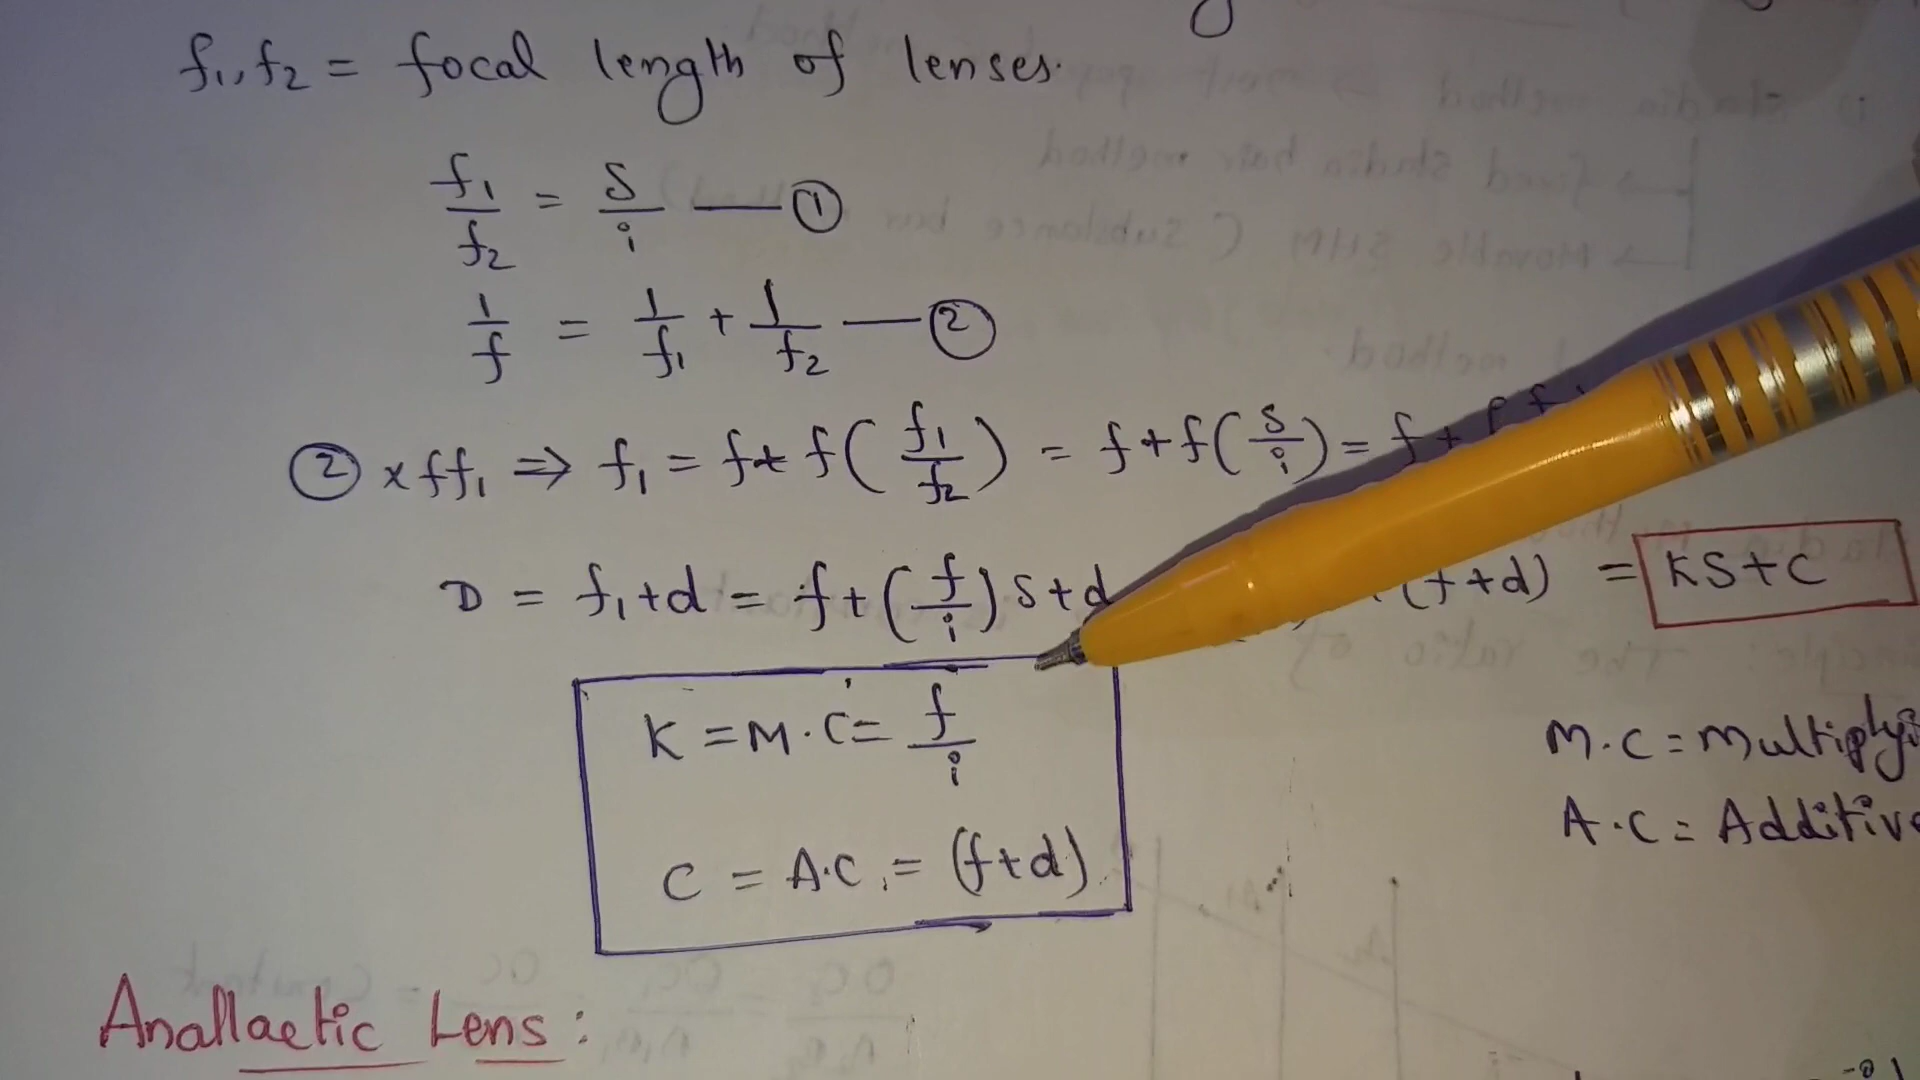 f₁, f₂ = focal length of lenses.
f₁/f₂ = S/i — ①
1/f = 1/f₁ + 1/f₂ — ②
② x ff₁ ⇒ f₁ = f + f(f₁/f₂) = f + f(S/i) = f +
D = f₁+d = f + (f/i) S + d (f+d) = KS+C
K = M.C = f/i
C = A.C. = (f+d)
M.C =
A.C = Additive
Anallactic Lens: